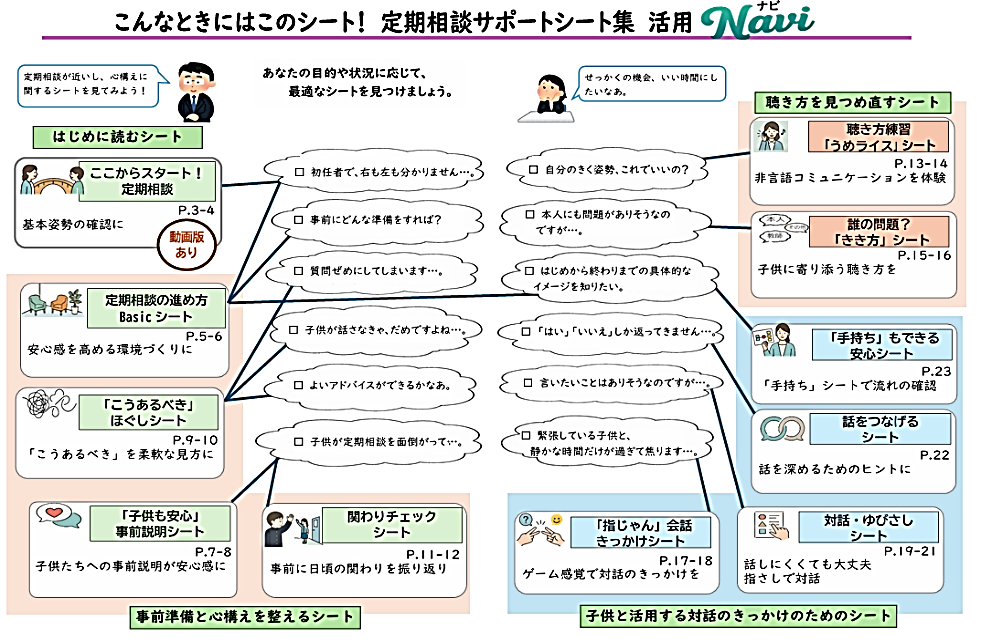 こんなときにはこのシート！ 定期相談サポートシート集 活用 Navi
ナビ
定期相談が近いし、心構えに
関するシートを見てみよう！
あなたの目的や状況に応じて、
最適なシートを見つけましょう。
せっかくの機会、いい時間にし
たいなあ。
はじめに読むシート
ここからスタート！
定期相談
P.3-4
基本姿勢の確認に
動画版
あり
定期相談の進め方
Basic シート
P.5-6
安心感を高める環境づくりに
「こうあるべき」
ほぐしシート
P.9-10
「こうあるべき」を柔軟な見方に
「子供も安心」
事前説明シート
P.7-8
子供たちへの事前説明が安心感に
関わりチェック
シート
P.11-12
事前に日頃の関わりを振り返り
事前準備と心構えを整えるシート
□ 初任者で、右も左も分かりません…。
□ 事前にどんな準備をすれば？
□ 質問ぜめにしてしまいます…。
□ 子供が話さなきゃ、だめですよね…。
□ よいアドバイスができるかなあ。
□ 子供が定期相談を面倒がって…。
□ 自分のきく姿勢、これでいいの？
□ 本人にも問題がありそうなの
ですが…。
□ はじめから終わりまでの具体的な
イメージを知りたい。
□ 「はい」「いいえ」しか返ってきません…。
□ 言いたいことはありそうなのですが…。
□ 緊張している子供と、
静かな時間だけが過ぎて焦ります…。
聴き方を見つめ直すシート
聴き方練習
「うめライス」シート
P.13-14
非言語コミュニケーションを体験
本人
その他
教師
誰の問題？
「きき方」シート
P.15-16
子供に寄り添う聴き方を
「手持ち」もできる
安心シート
P.23
「手持ち」シートで流れの確認
話をつなげる
シート
P.22
話を深めるためのヒントに
「指じゃん」会話
きっかけシート
P.17-18
ゲーム感覚で対話のきっかけを
対話・ゆびさし
シート
P.19-21
話しにくくても大丈夫
指さしで対話
子供と活用する対話のきっかけのためのシート